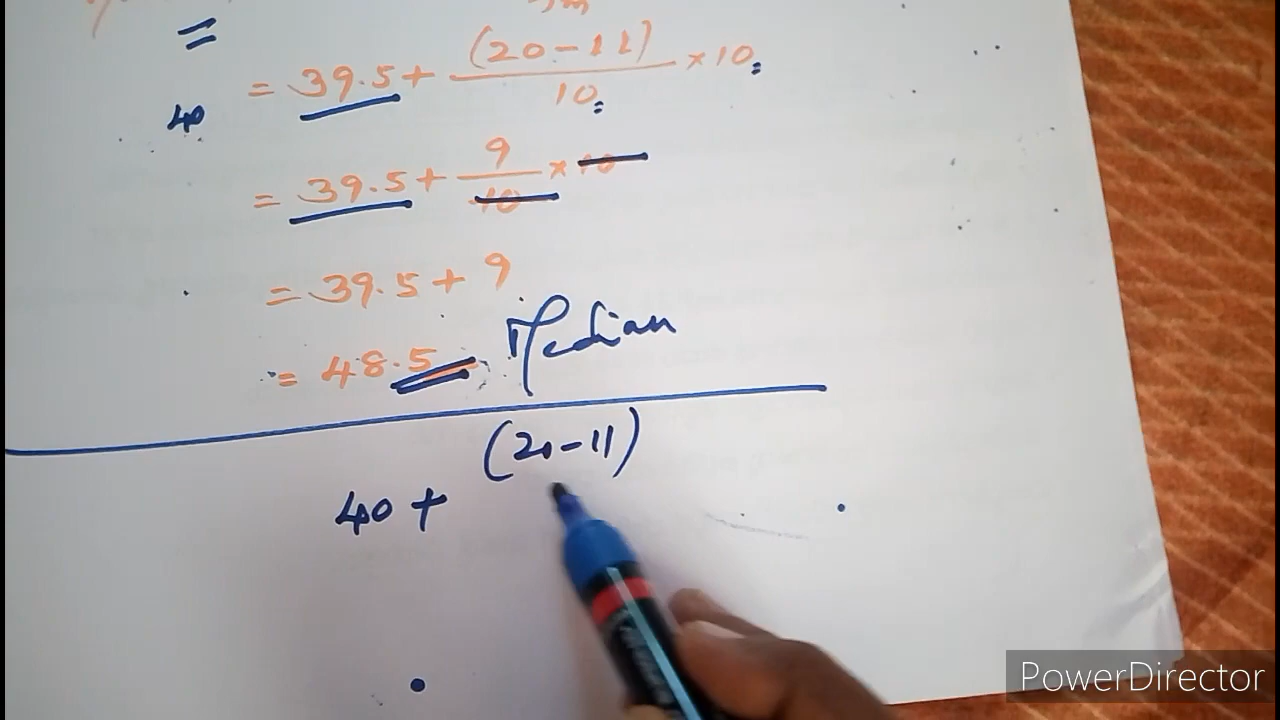 =
= 39.5 + (20-11)/10 × 10
40
= 39.5 + 9/10 × 10
= 39.5 + 9
= 48.5 Median
(20-11)
40 +
PowerDirector